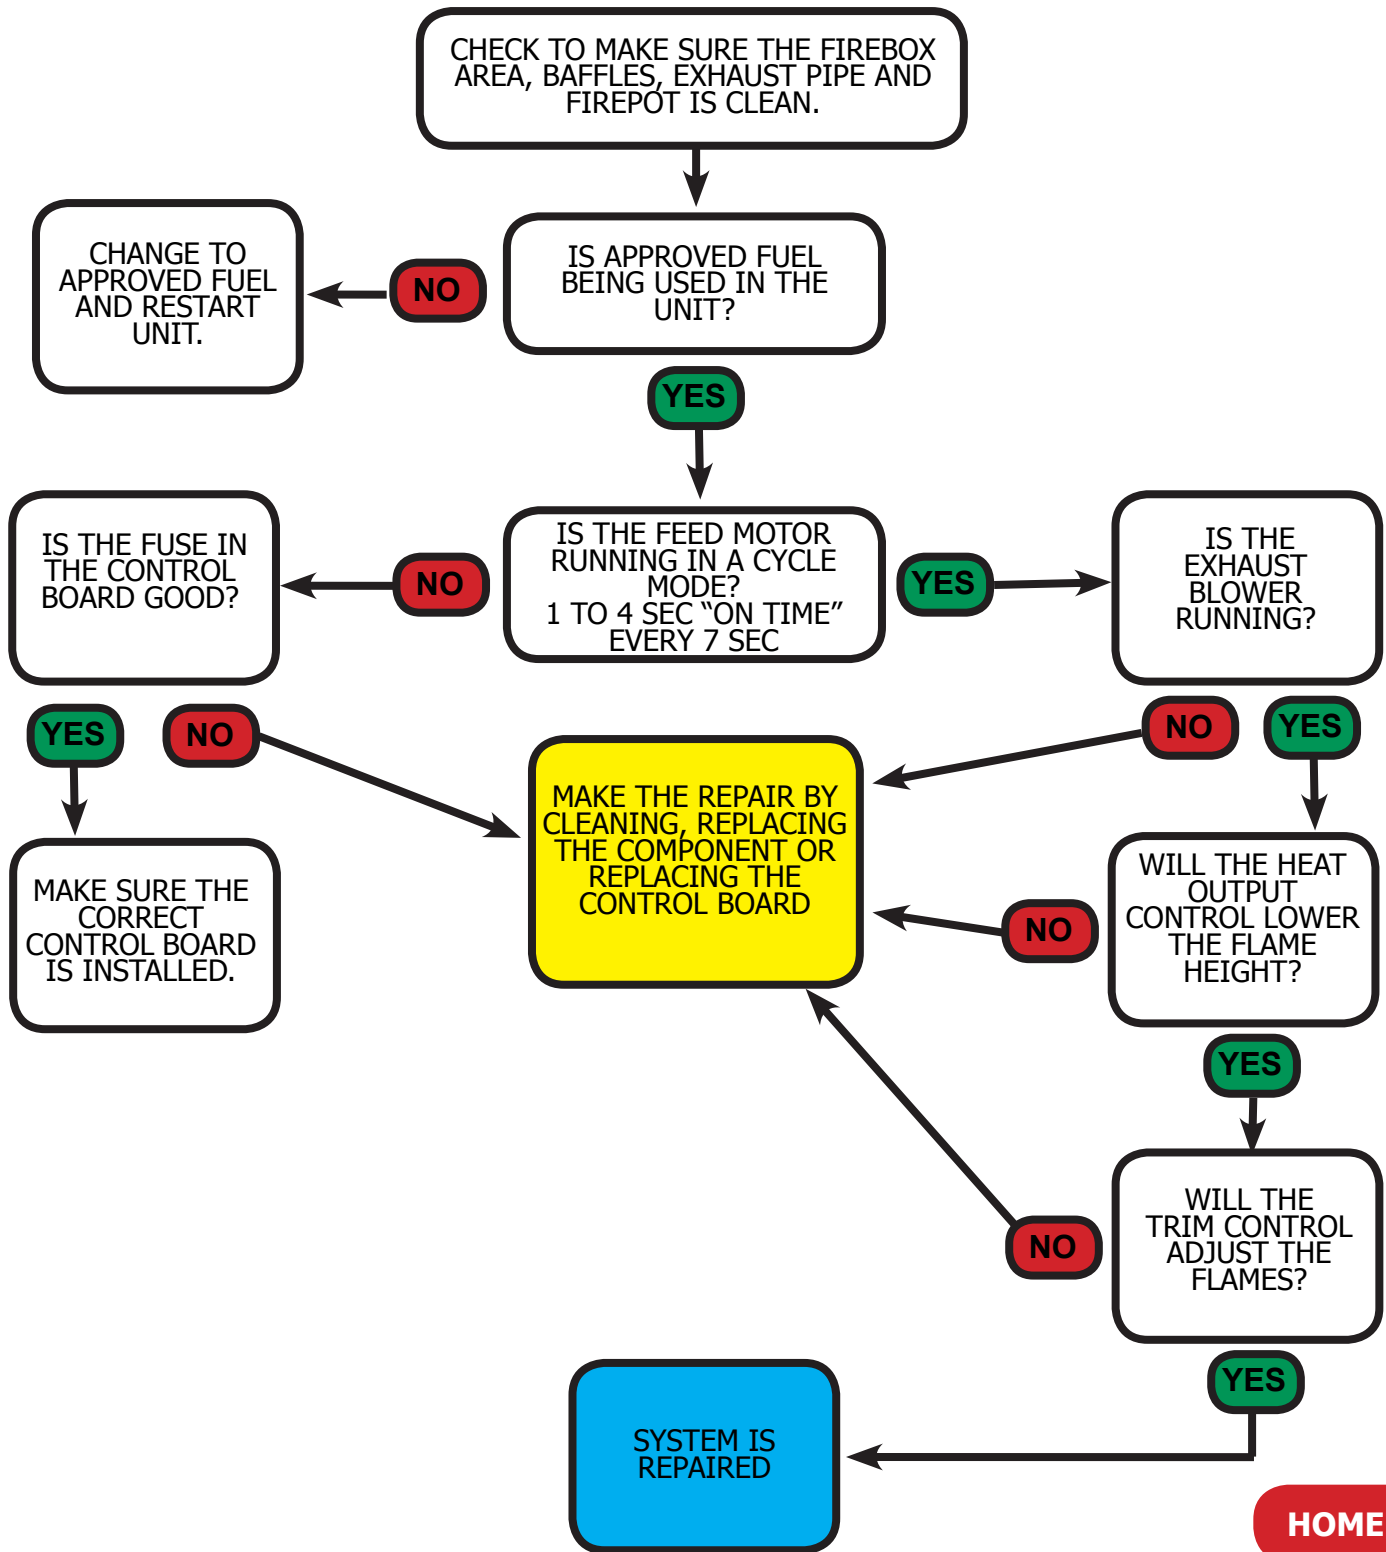 CHECK TO MAKE SURE THE FIREBOX
AREA, BAFFLES, EXHAUST PIPE AND
FIREPOT IS CLEAN.
CHANGE TO
APPROVED FUEL
AND RESTART
UNIT.
NO
IS APPROVED FUEL
BEING USED IN THE
UNIT?
YES
IS THE FUSE IN
THE CONTROL
BOARD GOOD?
NO
IS THE FEED MOTOR
RUNNING IN A CYCLE
MODE?
1 TO 4 SEC “ON TIME”
EVERY 7 SEC
YES
IS THE
EXHAUST
BLOWER
RUNNING?
YES
NO
NO
YES
MAKE THE REPAIR BY
CLEANING, REPLACING
THE COMPONENT OR
REPLACING THE
CONTROL BOARD
MAKE SURE THE
CORRECT
CONTROL BOARD
IS INSTALLED.
NO
WILL THE HEAT
OUTPUT
CONTROL LOWER
THE FLAME
HEIGHT?
YES
NO
WILL THE
TRIM CONTROL
ADJUST THE
FLAMES?
YES
SYSTEM IS
REPAIRED
HOME